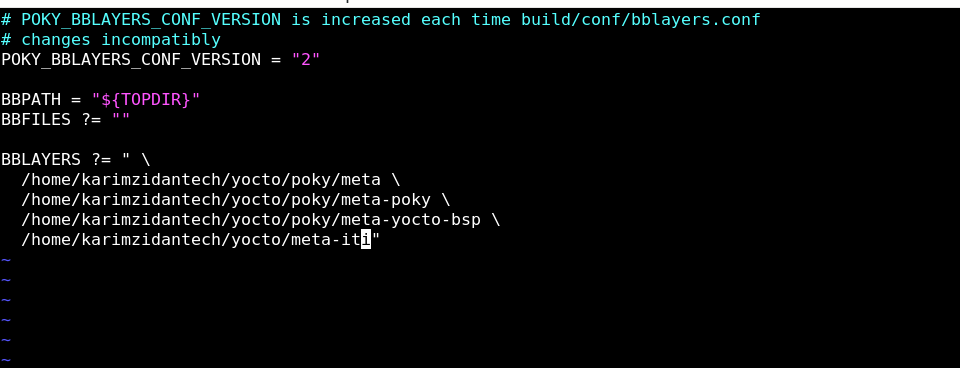 # POKY_BBLAYERS_CONF_VERSION is increased each time build/conf/bblayers.conf
# changes incompatibly
POKY_BBLAYERS_CONF_VERSION = "2"

BBPATH = "${TOPDIR}"
BBFILES ?= ""

BBLAYERS ?= " \
  /home/karimzidantech/yocto/poky/meta \
  /home/karimzidantech/yocto/poky/meta-poky \
  /home/karimzidantech/yocto/poky/meta-yocto-bsp \
  /home/karimzidantech/yocto/meta-iti"
~
~
~
~
~
~